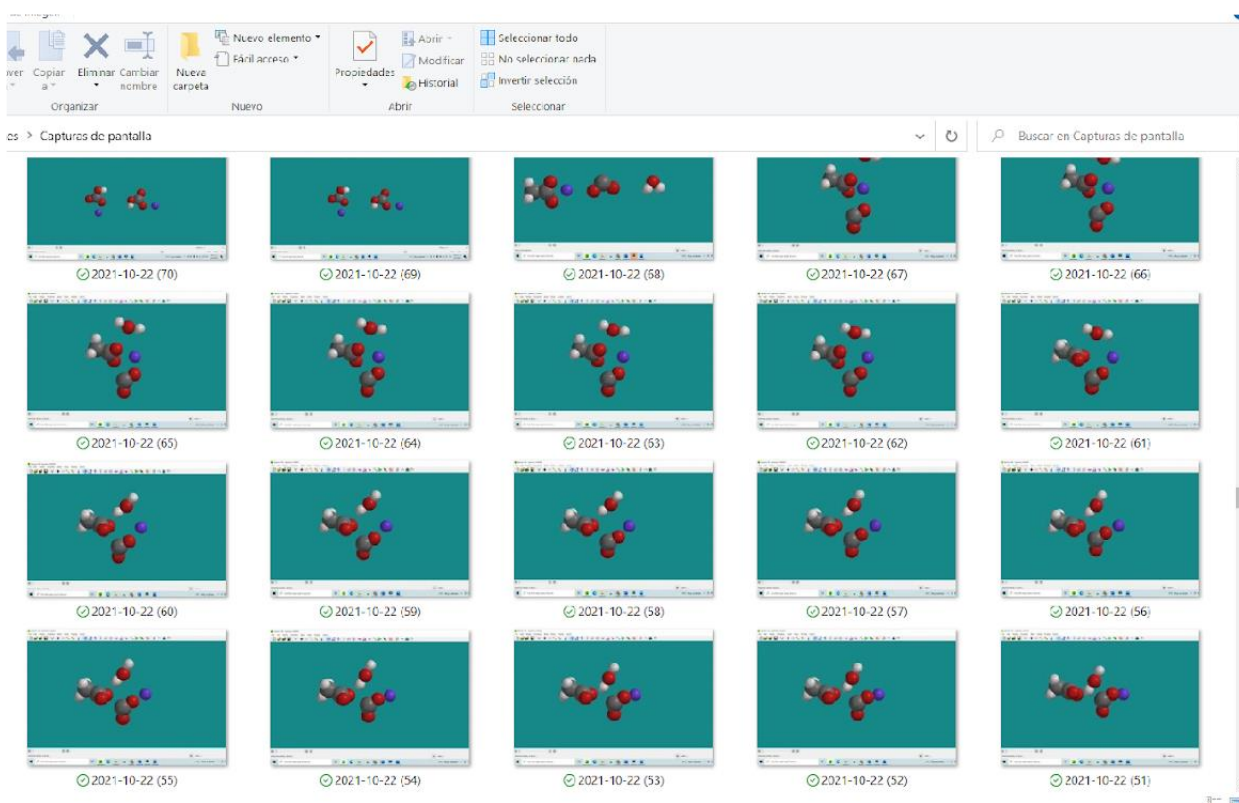 Copiar
a
Eliminar
Cambiar
nombre
Organizar
Nueva
carpeta
Nuevo elemento
Fácil acceso
Nuevo
Propiedades
Abrir
Modificar
Historial
Abrir
Seleccionar todo
No seleccionar nada
Invertir selección
Seleccionar
es > Capturas de pantalla
Buscar en Capturas de pantalla
2021-10-22 (70)
2021-10-22 (69)
2021-10-22 (68)
2021-10-22 (67)
2021-10-22 (66)
2021-10-22 (65)
2021-10-22 (64)
2021-10-22 (63)
2021-10-22 (62)
2021-10-22 (61)
2021-10-22 (60)
2021-10-22 (59)
2021-10-22 (58)
2021-10-22 (57)
2021-10-22 (56)
2021-10-22 (55)
2021-10-22 (54)
2021-10-22 (53)
2021-10-22 (52)
2021-10-22 (51)